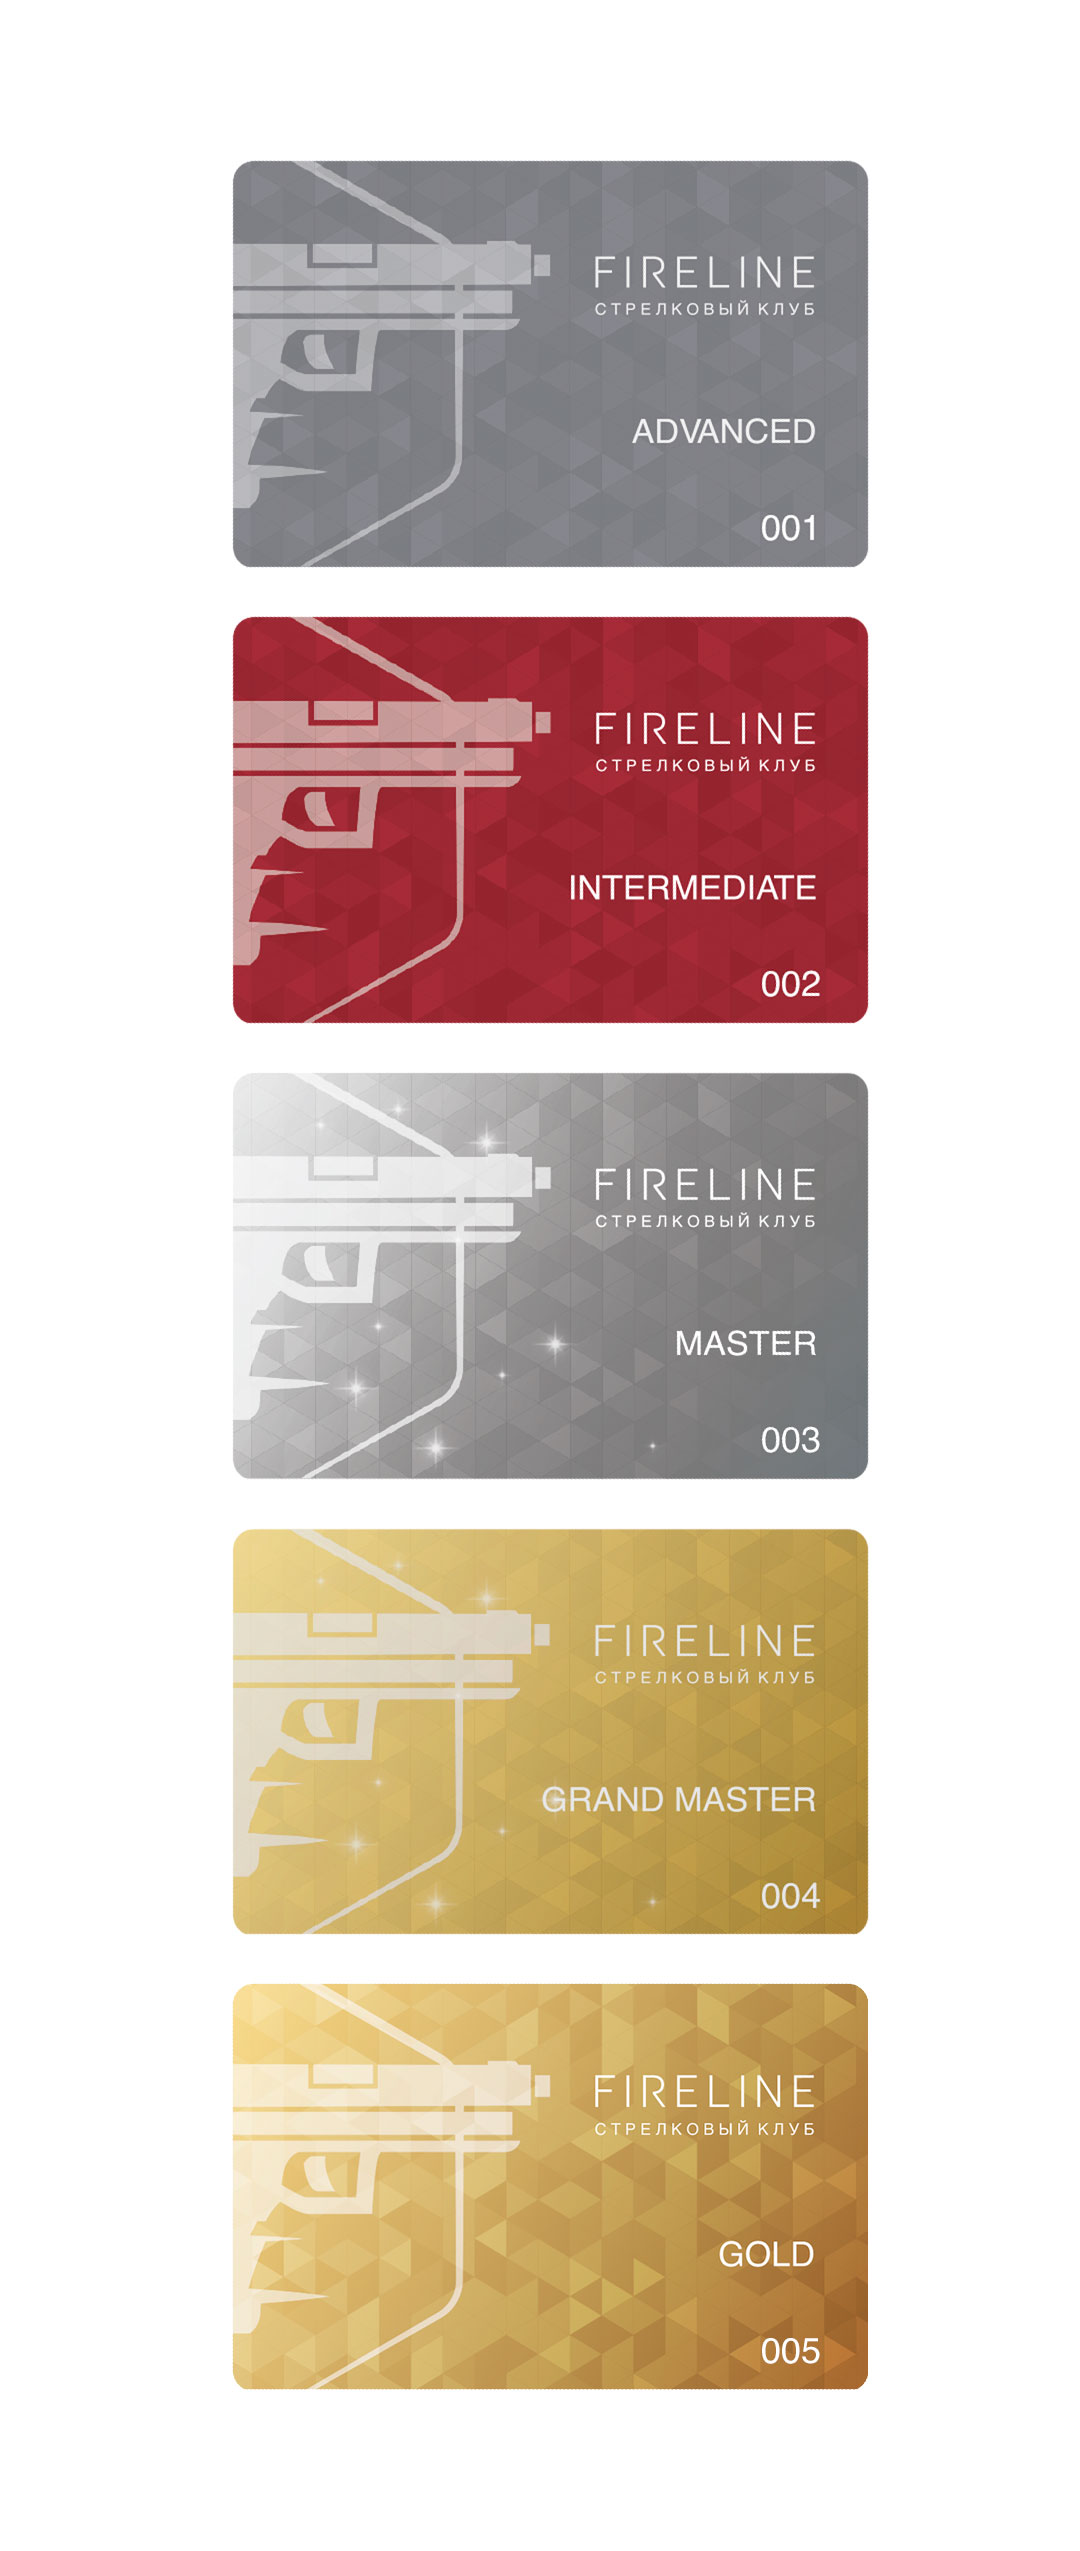 FIRELINE
СТРЕЛКОВЫЙ КЛУБ
ADVANCED
001
FIRELINE
СТРЕЛКОВЫЙ КЛУБ
INTERMEDIATE
002
FIRELINE
СТРЕЛКОВЫЙ КЛУБ
MASTER
003
FIRELINE
СТРЕЛКОВЫЙ КЛУБ
GRAND MASTER
004
FIRELINE
СТРЕЛКОВЫЙ КЛУБ
GOLD
005